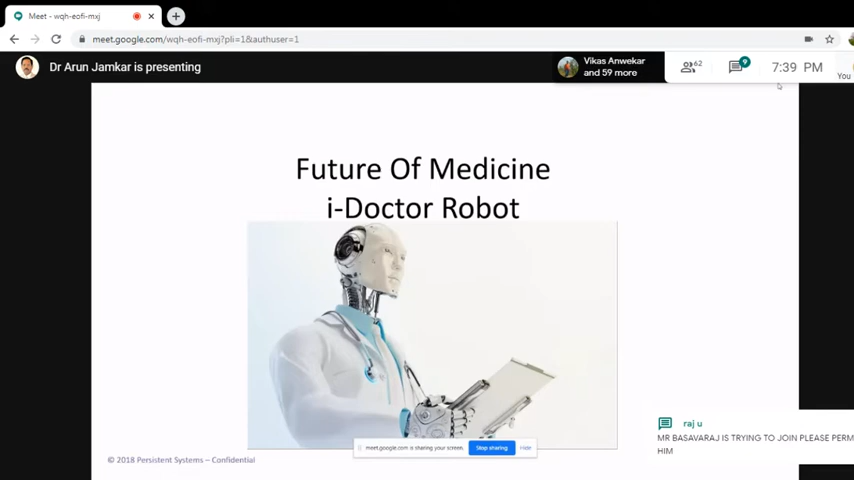 Meet - wqh-eofi-mxj
meet.google.com/wqh-eofi-mxj?pli=1&authuser=1
Dr Arun Jamkar is presenting
Vikas Anwekar
and 59 more
62
9
7:39 PM
You
Future Of Medicine
i-Doctor Robot
raj u
MR BASAVARAJ IS TRYING TO JOIN PLEASE PERM
HIM
meet.google.com is sharing your screen.
Stop sharing
Hide
© 2018 Persistent Systems – Confidential